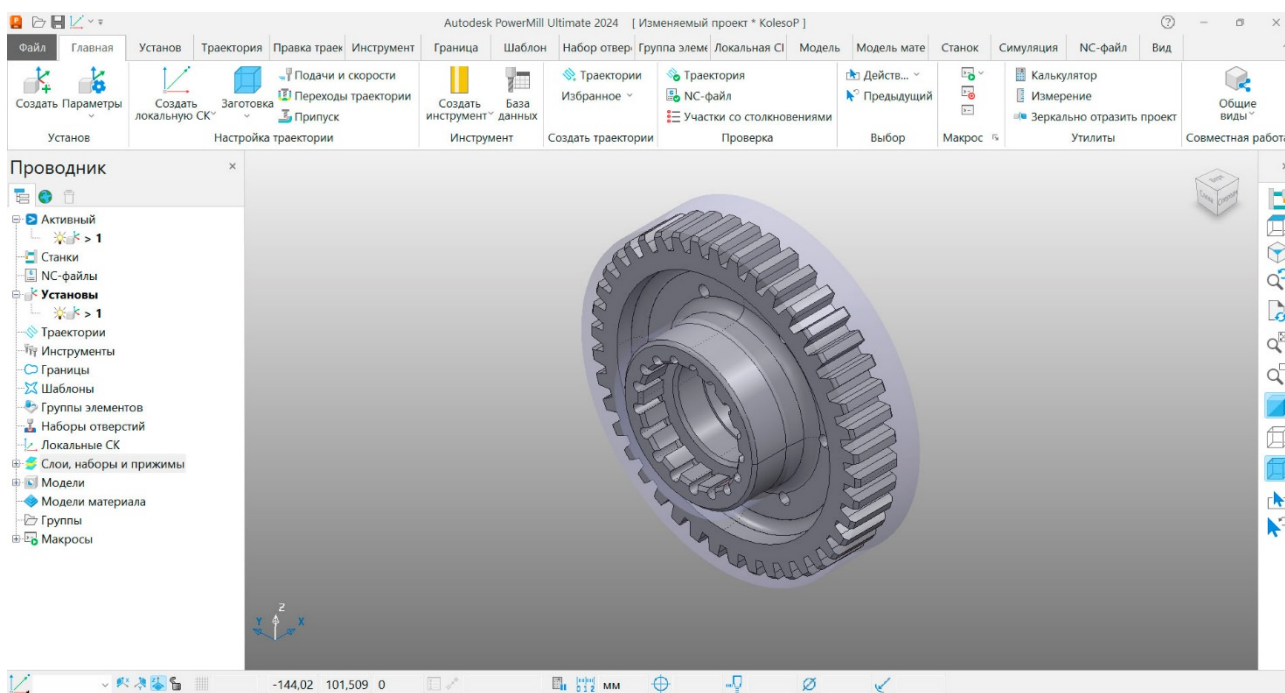 Autodesk PowerMill Ultimate 2024 [ Изменяемый проект * KolesoP ]
Файл Главная Установ Траектория Правка траек Инструмент Граница Шаблон Набор отвер Группа элеме Локальная СІ Модель Модель мате Станок Симуляция NC-файл Вид
Создать Параметры
Установ
Создать локальную СК
Заготовка
Подачи и скорости
Переходы траектории
Припуск
Настройка траектории
Создать инструмент
База данных
Инструмент
Траектории
Избранное
Создать траектории
Траектория
NC-файл
Участки со столкновениями
Проверка
Действ...
Предыдущий
Выбор
Макрос
Калькулятор
Измерение
Зеркально отразить проект
Утилиты
Общие виды
Совместная работа
Проводник
Активный
> 1
Станки
NC-файлы
Установы
> 1
Траектории
Инструменты
Границы
Шаблоны
Группы элементов
Наборы отверстий
Локальные СК
Слои, наборы и прижимы
Модели
Модели материала
Группы
Макросы
Z
Y X
-144,02 101,509 0 мм